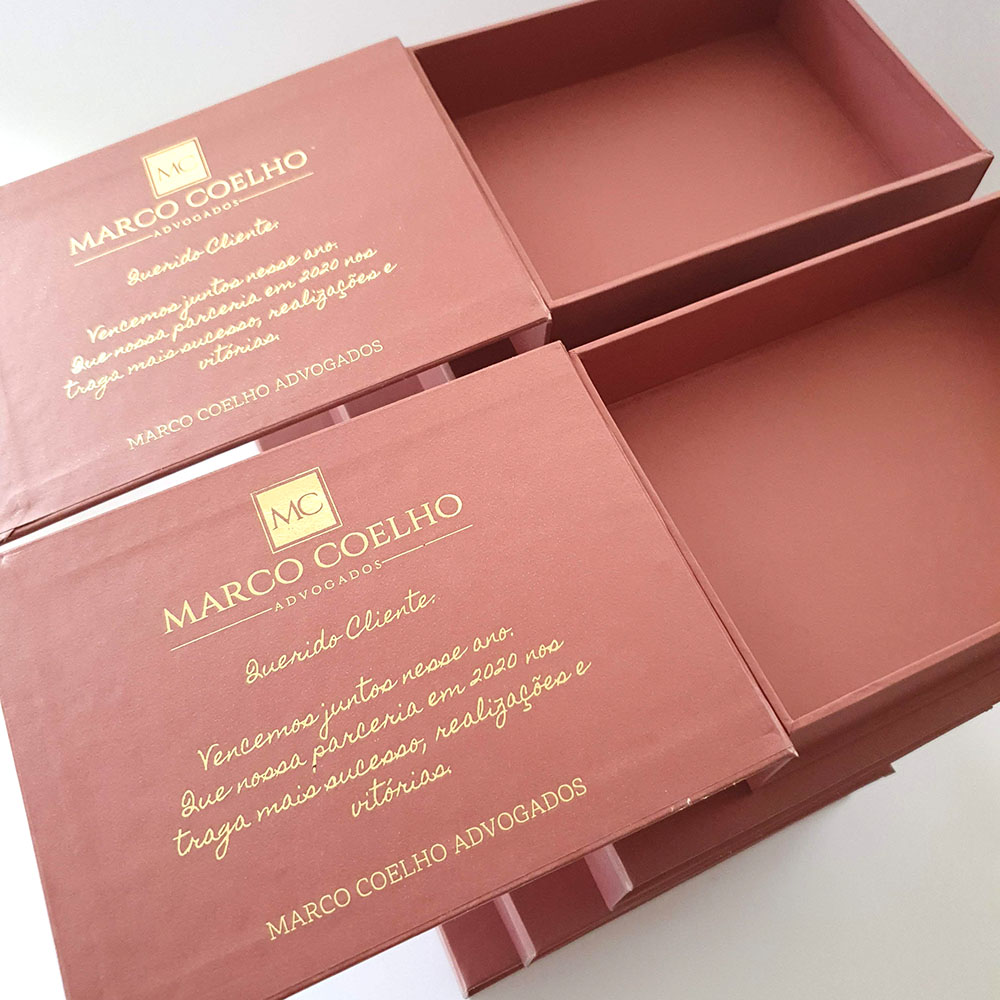 MC
MARCO COELHO
ADVOGADOS
Querido Cliente,
Vencemos juntos nesse ano.
Que nossa parceria em 2020 nos
traga mais sucesso, realizações e
vitórias.
MARCO COELHO ADVOGADOS
MC
MARCO COELHO
ADVOGADOS
Querido Cliente,
Vencemos juntos nesse ano.
Que nossa parceria em 2020 nos
traga mais sucesso, realizações e
vitórias.
MARCO COELHO ADVOGADOS